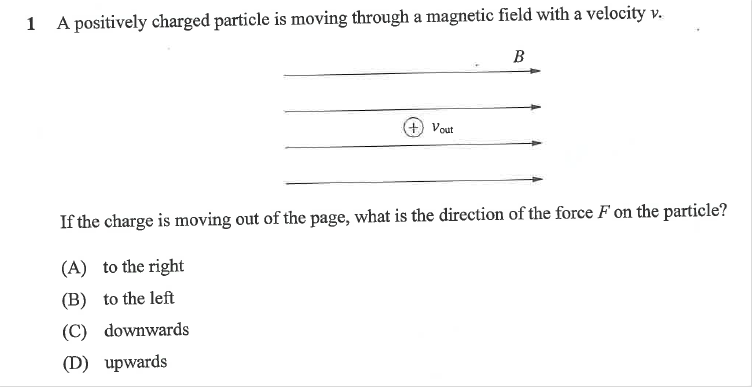 1 A positively charged particle is moving through a magnetic field with a velocity v.
B
+ vout
If the charge is moving out of the page, what is the direction of the force F on the particle?
(A) to the right
(B) to the left
(C) downwards
(D) upwards